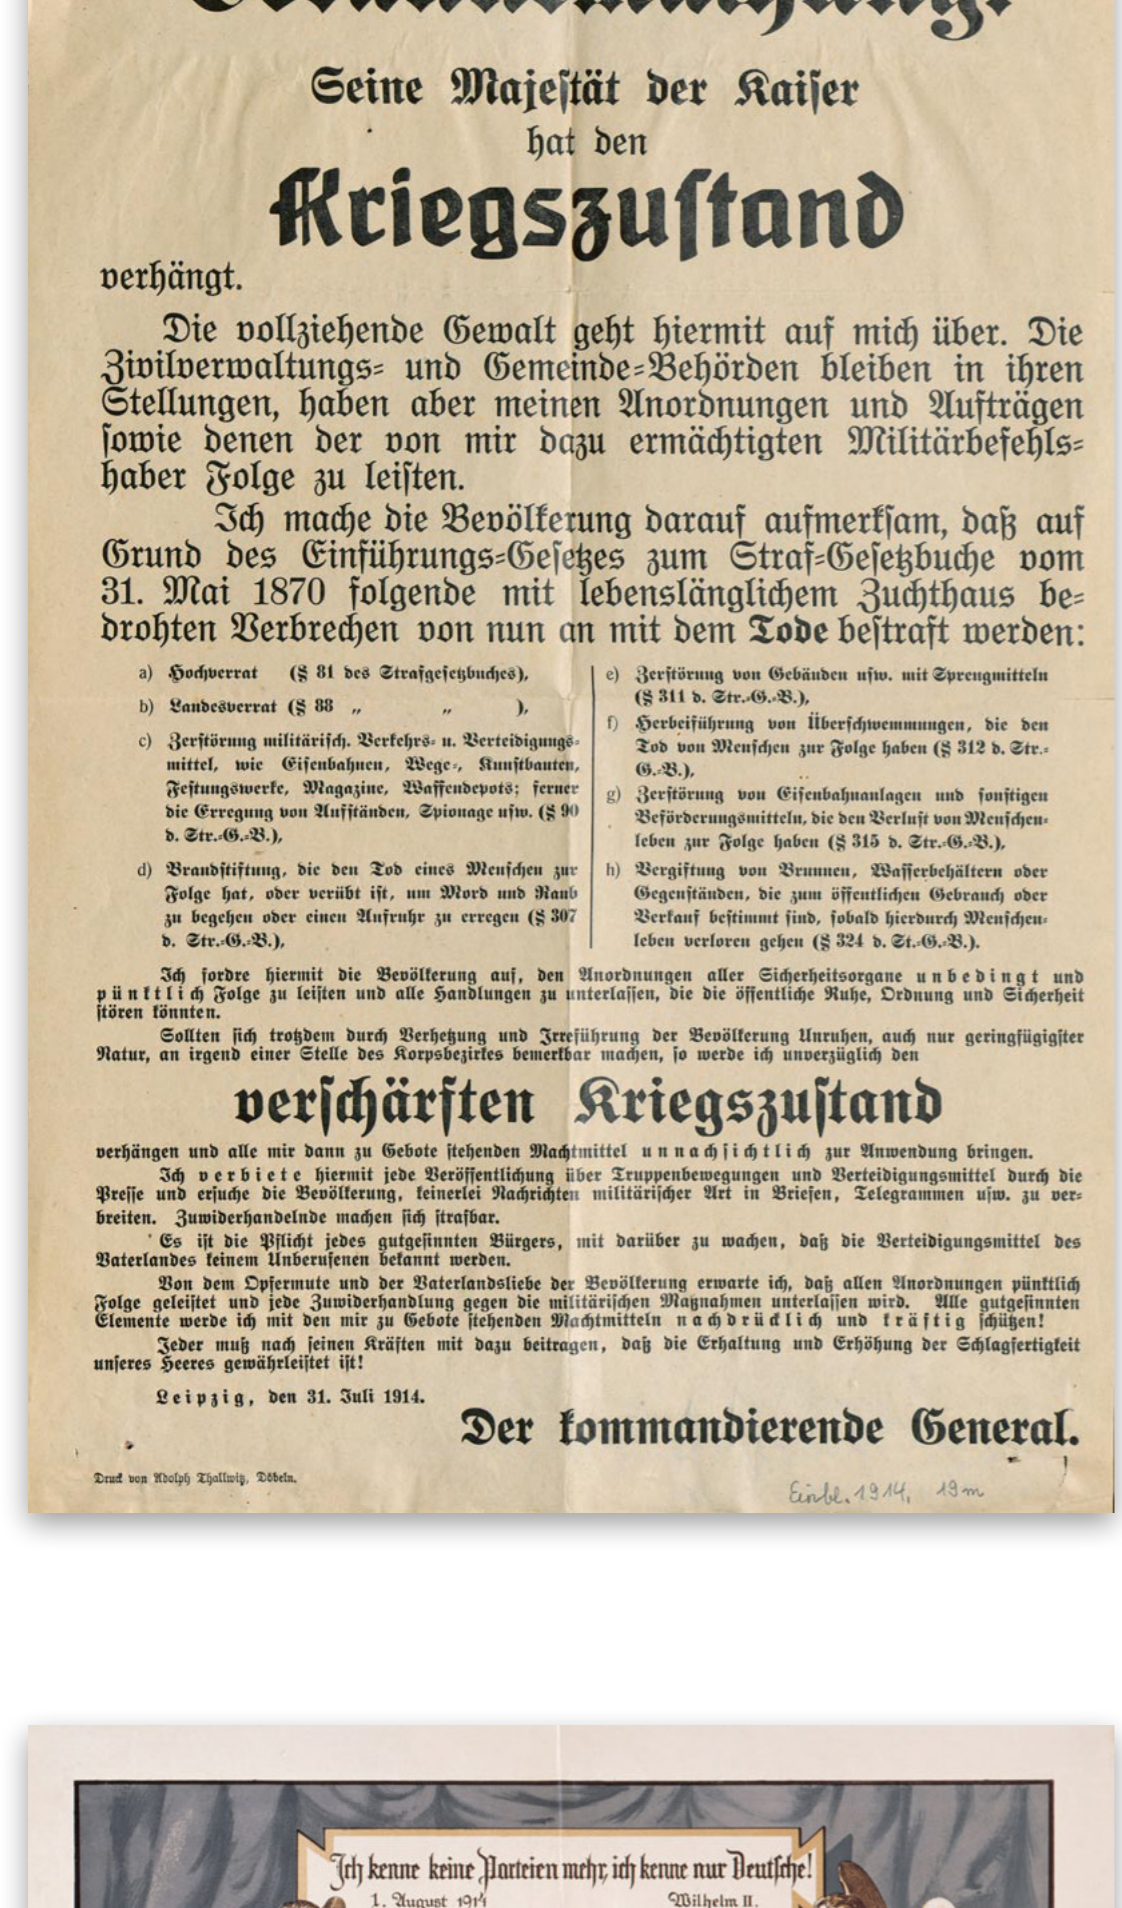 Seine Majestät der Kaiser
hat den
Kriegszustand
verhängt.
Die vollziehende Gewalt geht hiermit auf mich über. Die
Zivilverwaltungs- und Gemeinde-Behörden bleiben in ihren
Stellungen, haben aber meinen Anordnungen und Aufträgen
sowie denen der von mir dazu ermächtigten Militärbefehls-
haber Folge zu leisten.
Ich mache die Bevölkerung darauf aufmerksam, daß auf
Grund des Einführungs-Gesetzes zum Straf-Gesetzbuche vom
31. Mai 1870 folgende mit lebenslänglichem Zuchthaus be-
drohten Verbrechen von nun an mit dem Tode bestraft werden:
a) Hochverrat (§ 81 des Strafgesetzbuches),
b) Landesverrat (§ 88 „ „ ),
c) Zerstörung militärisch. Verkehrs- u. Verteidigungs-
mittel, wie Eisenbahnen, Wege-, Kunstbauten,
Festungswerke, Magazine, Waffendepots; ferner
die Erregung von Aufständen, Spionage usw. (§ 90
d. Str.-G.-B.),
d) Brandstiftung, die den Tod eines Menschen zur
Folge hat, oder verübt ist, um Mord und Raub
zu begehen oder einen Aufruhr zu erregen (§ 307
d. Str.-G.-B.),
e) Zerstörung von Gebäuden usw. mit Sprengmitteln
(§ 311 d. Str.-G.-B.),
f) Herbeiführung von Überschwemmungen, die den
Tod von Menschen zur Folge haben (§ 312 d. Str.-
G.-B.),
g) Zerstörung von Eisenbahnanlagen und sonstigen
Beförderungsmitteln, die den Verlust von Menschen-
leben zur Folge haben (§ 315 d. Str.-G.-B.),
h) Vergiftung von Brunnen, Wasserbehältern oder
Gegenständen, die zum öffentlichen Gebrauch oder
Verkauf bestimmt sind, sobald hierdurch Menschen-
leben verloren gehen (§ 324 d. St.-G.-B.).
Ich fordre hiermit die Bevölkerung auf, den Anordnungen aller Sicherheitsorgane unbedingt und
pünktlich Folge zu leisten und alle Handlungen zu unterlassen, die die öffentliche Ruhe, Ordnung und Sicherheit
stören könnten.
Sollten sich trotzdem durch Verhetzung und Irreführung der Bevölkerung Unruhen, auch nur geringfügigster
Natur, an irgend einer Stelle des Korpsbezirkes bemerkbar machen, so werde ich unverzüglich den
verschärften Kriegszustand
verhängen und alle mir dann zu Gebote stehenden Machtmittel unnachsichtlich zur Anwendung bringen.
Ich verbiete hiermit jede Veröffentlichung über Truppenbewegungen und Verteidigungsmittel durch die
Presse und ersuche die Bevölkerung, keinerlei Nachrichten militärischer Art in Briefen, Telegrammen usw. zu ver-
breiten. Zuwiderhandelnde machen sich strafbar.
Es ist die Pflicht jedes gutgesinnten Bürgers, mit darüber zu wachen, daß die Verteidigungsmittel des
Vaterlandes keinem Unberufenen bekannt werden.
Von dem Opfermute und der Vaterlandsliebe der Bevölkerung erwarte ich, daß allen Anordnungen pünktlich
Folge geleistet und jede Zuwiderhandlung gegen die militärischen Maßnahmen unterlassen wird. Alle gutgesinnten
Elemente werde ich mit den mir zu Gebote stehenden Machtmitteln nachdrücklich und kräftig schützen!
Jeder muß nach seinen Kräften mit dazu beitragen, daß die Erhaltung und Erhöhung der Schlagfertigkeit
unseres Heeres gewährleistet ist!
Leipzig, den 31. Juli 1914.
Der kommandierende General.
Druck von Adolph Thallwitz, Döbeln.
Einbl. 1914, 19m
Ich kenne keine Parteien mehr, ich kenne nur Deutsche!
1. August 1914 Wilhelm II.